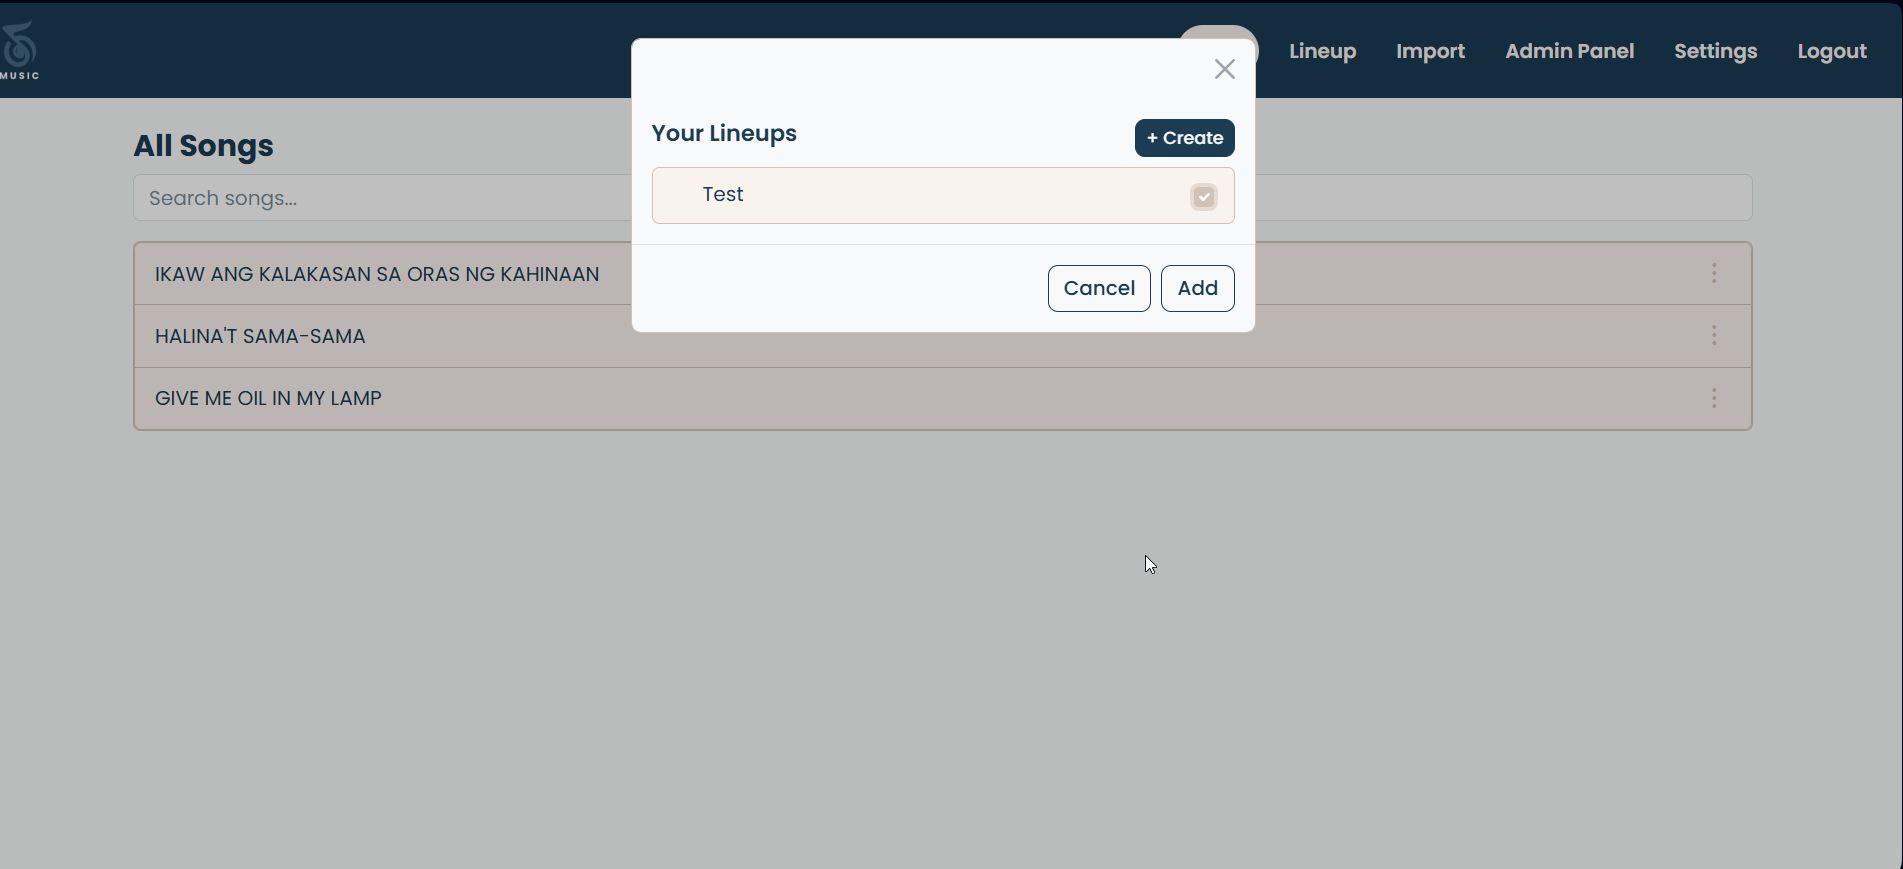 MUSIC
Lineup
Import
Admin Panel
Settings
Logout
All Songs
Search songs...
IKAW ANG KALAKASAN SA ORAS NG KAHINAAN
HALINA'T SAMA-SAMA
GIVE ME OIL IN MY LAMP
Your Lineups
+ Create
Test
Cancel
Add